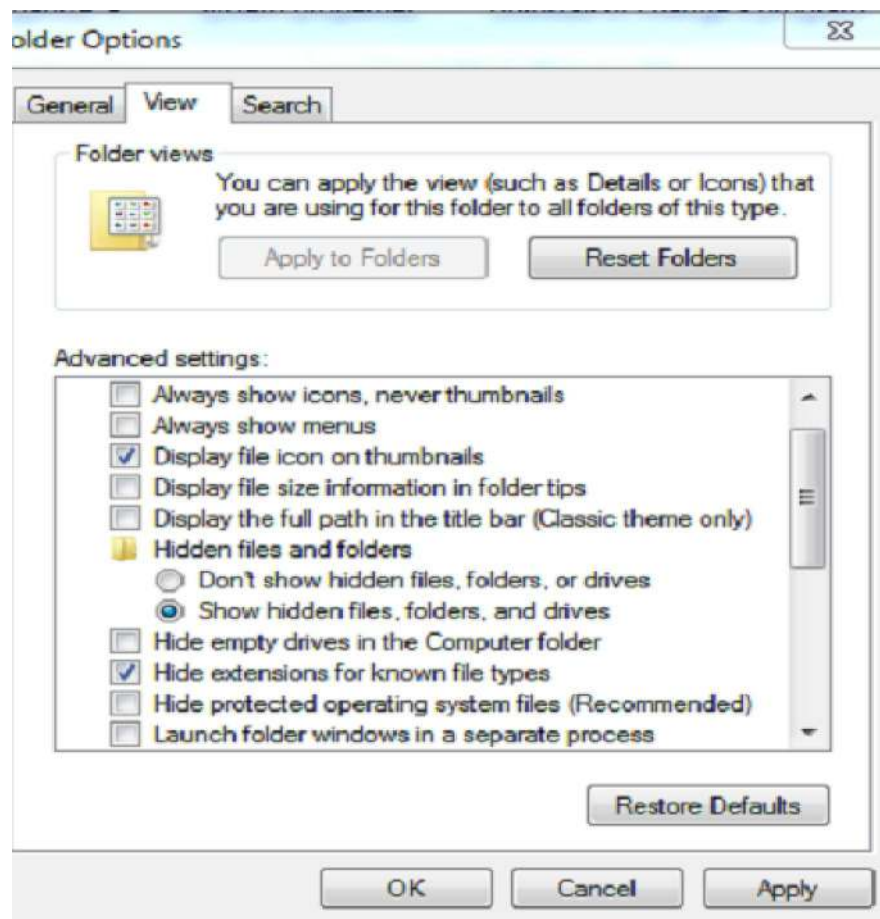 older Options
General
View
Search
Folder views
You can apply the view (such as Details or Icons) that
you are using for this folder to all folders of this type.
Apply to Folders
Reset Folders
Advanced settings:
Always show icons, never thumbnails
Always show menus
Display file icon on thumbnails
Display file size information in folder tips
Display the full path in the title bar (Classic theme only)
Hidden files and folders
Don't show hidden files, folders, or drives
Show hidden files, folders, and drives
Hide empty drives in the Computer folder
Hide extensions for known file types
Hide protected operating system files (Recommended)
Launch folder windows in a separate process
Restore Defaults
OK
Cancel
Apply